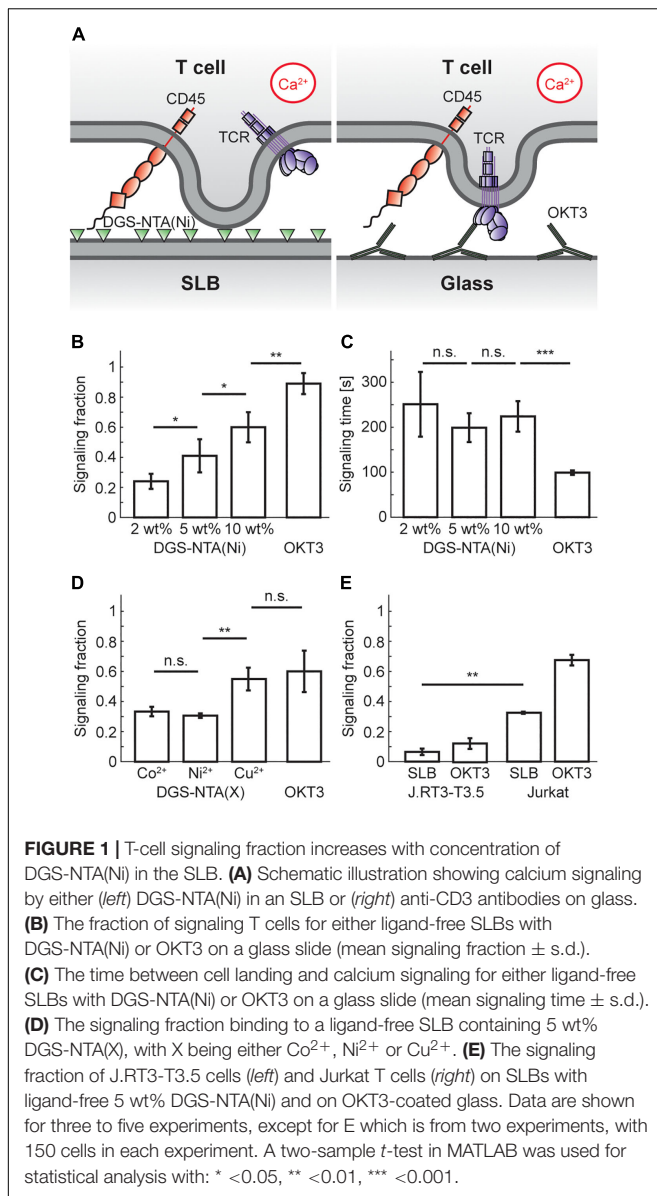 A
T cell
Ca²⁺
CD45
TCR
DGS-NTA(Ni)
SLB
T cell
Ca²⁺
CD45
TCR
OKT3
Glass
B
Signaling fraction
1
0.8
0.6
0.4
0.2
0
*
*
**
2 wt% 5 wt% 10 wt%
DGS-NTA(Ni) OKT3
C
Signaling time [s]
300
200
100
0
n.s.
n.s.
***
2 wt% 5 wt% 10 wt%
DGS-NTA(Ni) OKT3
D
Signaling fraction
1
0.8
0.6
0.4
0.2
0
n.s.
**
n.s.
Co²⁺ Ni²⁺ Cu²⁺
DGS-NTA(X) OKT3
E
Signaling fraction
1
0.8
0.6
0.4
0.2
0
**
SLB OKT3 SLB OKT3
J.RT3-T3.5 Jurkat
FIGURE 1 | T-cell signaling fraction increases with concentration of
DGS-NTA(Ni) in the SLB. (A) Schematic illustration showing calcium signaling
by either (left) DGS-NTA(Ni) in an SLB or (right) anti-CD3 antibodies on glass.
(B) The fraction of signaling T cells for either ligand-free SLBs with
DGS-NTA(Ni) or OKT3 on a glass slide (mean signaling fraction ± s.d.).
(C) The time between cell landing and calcium signaling for either ligand-free
SLBs with DGS-NTA(Ni) or OKT3 on a glass slide (mean signaling time ± s.d.).
(D) The signaling fraction binding to a ligand-free SLB containing 5 wt%
DGS-NTA(X), with X being either Co²⁺, Ni²⁺ or Cu²⁺. (E) The signaling
fraction of J.RT3-T3.5 cells (left) and Jurkat T cells (right) on SLBs with
ligand-free 5 wt% DGS-NTA(Ni) and on OKT3-coated glass. Data are shown
for three to five experiments, except for E which is from two experiments, with
150 cells in each experiment. A two-sample t-test in MATLAB was used for
statistical analysis with: * <0.05, ** <0.01, *** <0.001.